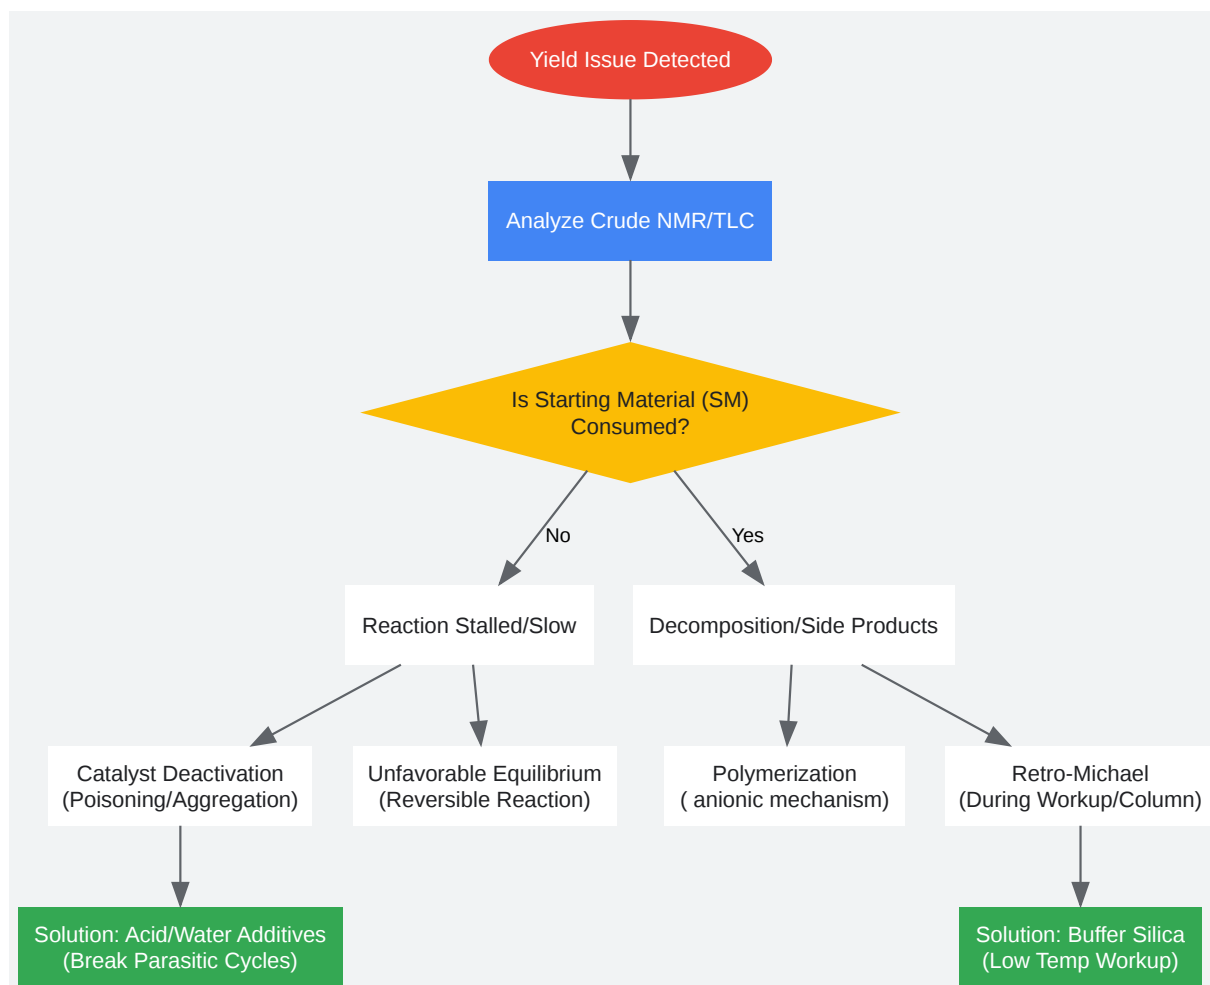 Yield Issue Detected
Analyze Crude NMR/TLC
Is Starting Material (SM)
Consumed?
No
Yes
Reaction Stalled/Slow
Decomposition/Side Products
Catalyst Deactivation
(Poisoning/Aggregation)
Unfavorable Equilibrium
(Reversible Reaction)
Polymerization
( anionic mechanism)
Retro-Michael
(During Workup/Column)
Solution: Acid/Water Additives
(Break Parasitic Cycles)
Solution: Buffer Silica
(Low Temp Workup)